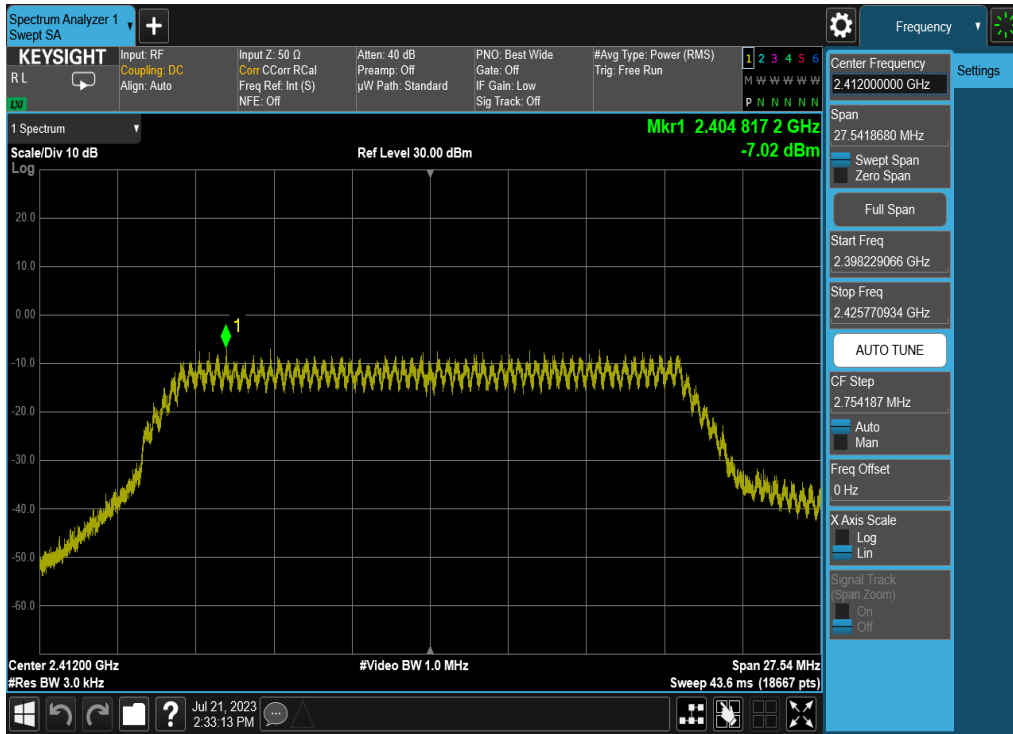 Spectrum Analyzer 1
Swept SA
+
Frequency
KEYSIGHT
R L
LXI
Input: RF
Coupling: DC
Align: Auto
Input Z: 50 Ω
Corr CCorr RCal
Freq Ref: Int (S)
NFE: Off
Atten: 40 dB
Preamp: Off
µW Path: Standard
PNO: Best Wide
Gate: Off
IF Gain: Low
Sig Track: Off
#Avg Type: Power (RMS)
Trig: Free Run
1 2 3 4 5 6
M W W W W W
P N N N N N
1 Spectrum
Scale/Div 10 dB
Log
Ref Level 30.00 dBm
Mkr1 2.404 817 2 GHz
-7.02 dBm
20.0
10.0
0.00
-10.0
-20.0
-30.0
-40.0
-50.0
-60.0
1
Center 2.41200 GHz
#Res BW 3.0 kHz
#Video BW 1.0 MHz
Span 27.54 MHz
Sweep 43.6 ms (18667 pts)
Center Frequency
2.412000000 GHz
Settings
Span
27.5418680 MHz
Swept Span
Zero Span
Full Span
Start Freq
2.398229066 GHz
Stop Freq
2.425770934 GHz
AUTO TUNE
CF Step
2.754187 MHz
Auto
Man
Freq Offset
0 Hz
X Axis Scale
Log
Lin
Signal Track
(Span Zoom)
On
Off
?
Jul 21, 2023
2:33:13 PM